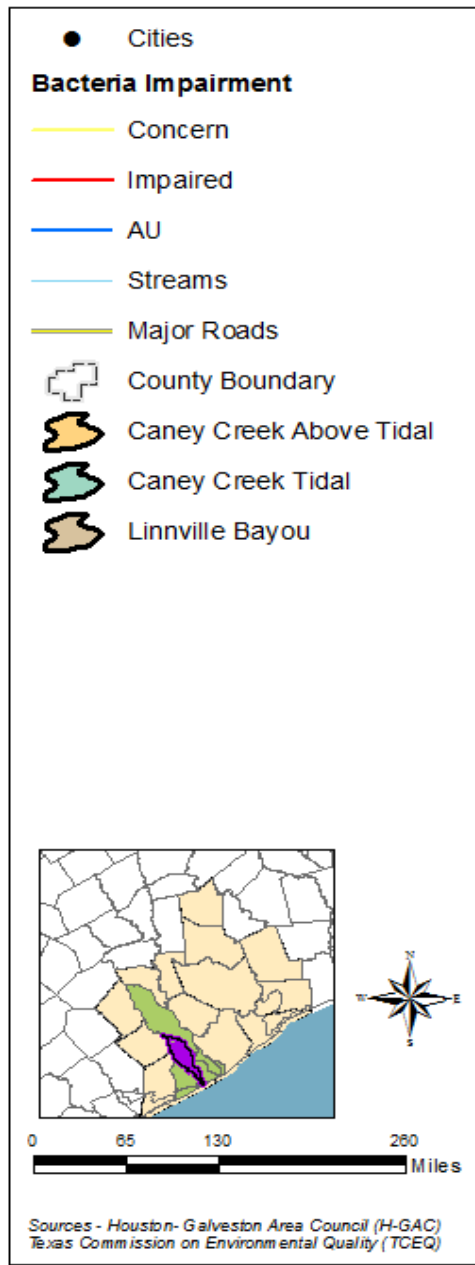 Cities
Bacteria Impairment
Concern
Impaired
AU
Streams
Major Roads
County Boundary
Caney Creek Above Tidal
Caney Creek Tidal
Linnville Bayou
N
W E
S
0 65 130 260
Miles
Sources - Houston- Galveston Area Council (H-GAC)
Texas Commission on Environmental Quality (TCEQ)